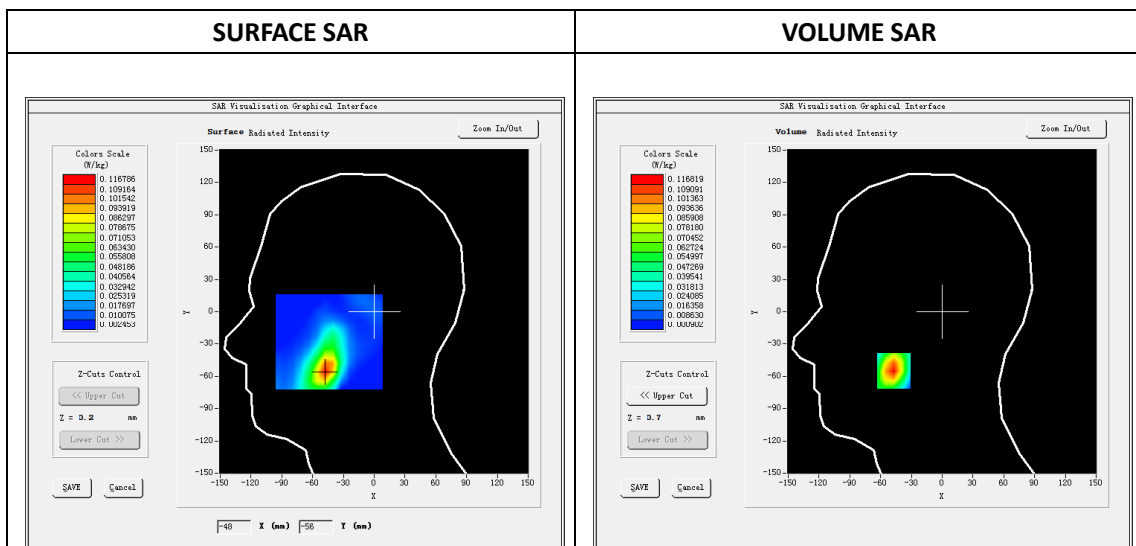 SURFACE SAR
VOLUME SAR
SAR Visualisation Graphical Interface
Surface Radiated Intensity
Zoom In/Out
Colors Scale
(W/kg)
0.116786
0.109164
0.101542
0.093919
0.086297
0.078675
0.071053
0.063430
0.055808
0.048186
0.040564
0.032942
0.025319
0.017697
0.010075
0.002453
Z-Cuts Control
<< Upper Cut
Z = 0.2 mm
Lower Cut >>
SAVE Cancel
150
120
90
60
30
0
-30
-60
-90
-120
-150
Y
-150 -120 -90 -60 -30 0 30 60 90 120 150
X
-48 X (mm) -56 Y (mm)
SAR Visualisation Graphical Interface
Volume Radiated Intensity
Zoom In/Out
Colors Scale
(W/kg)
0.116819
0.109091
0.101363
0.093636
0.085908
0.078180
0.070452
0.062724
0.054997
0.047269
0.039541
0.031813
0.024085
0.016358
0.008630
0.000902
Z-Cuts Control
<< Upper Cut
Z = 0.7 mm
Lower Cut >>
SAVE Cancel
150
120
90
60
30
0
-30
-60
-90
-120
-150
Y
-150 -120 -90 -60 -30 0 30 60 90 120 150
X